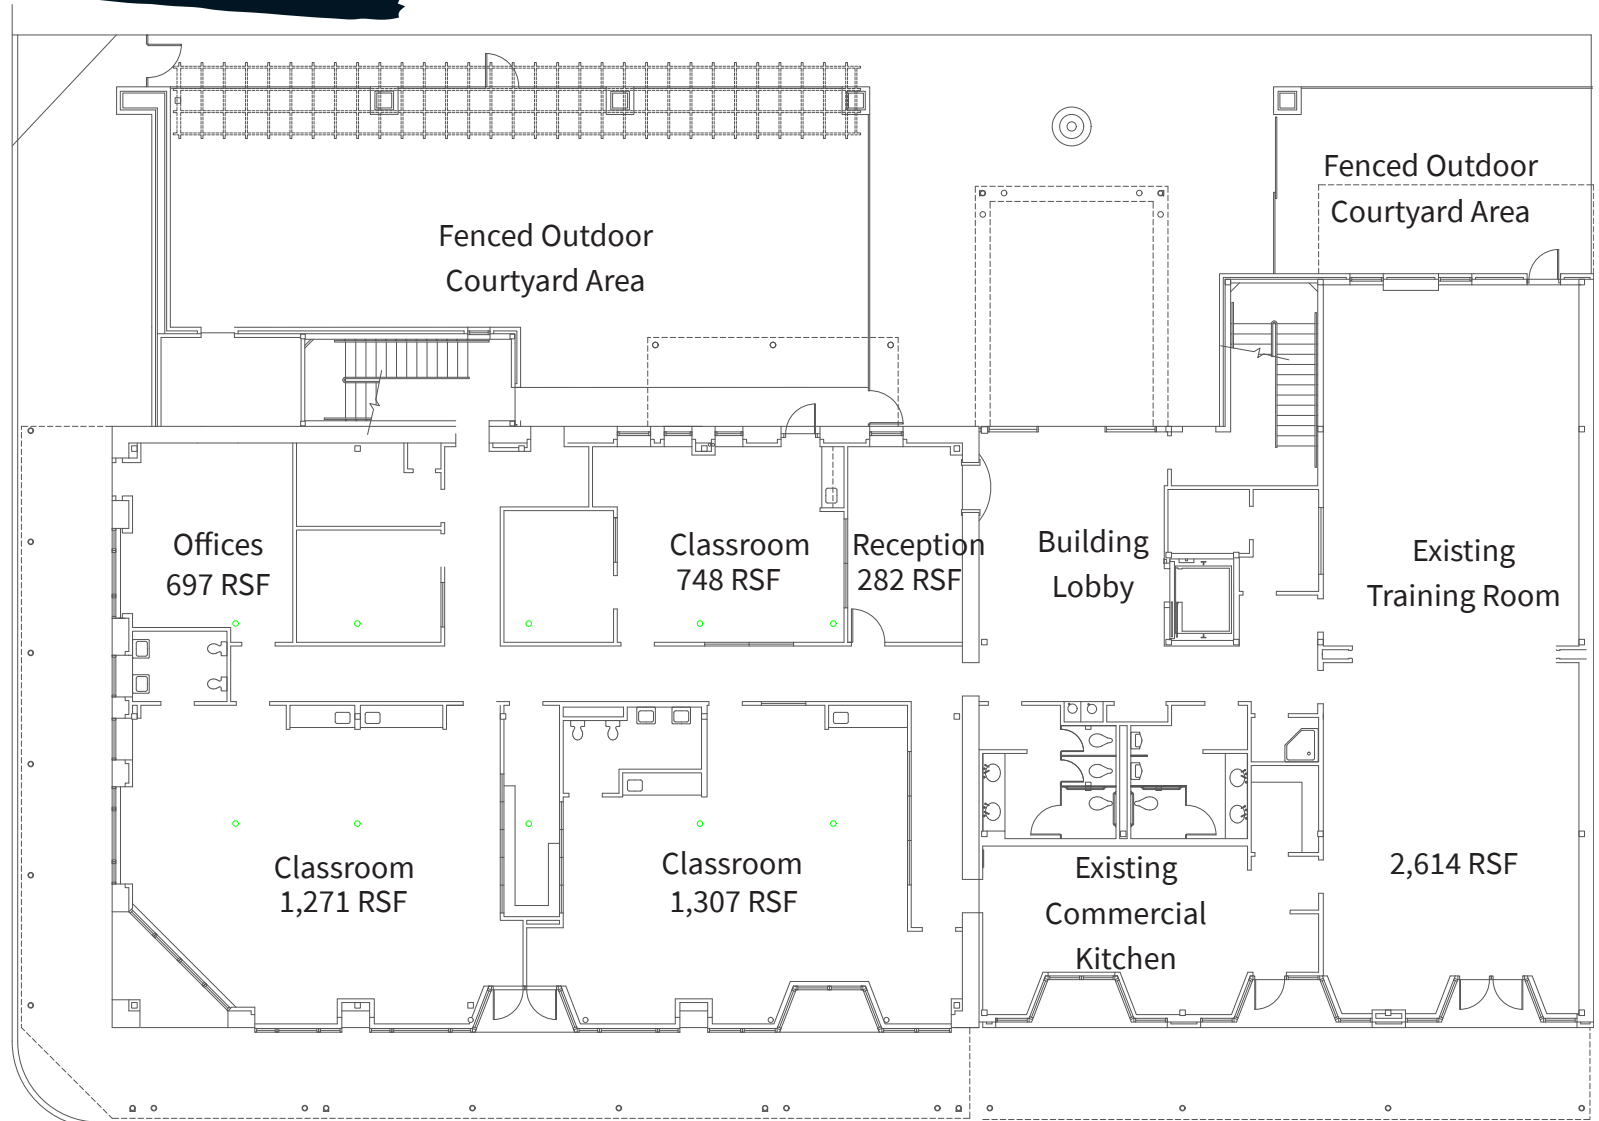 Fenced Outdoor
Courtyard Area
Fenced Outdoor
Courtyard Area
Offices
697 RSF
Classroom
748 RSF
Reception
282 RSF
Building
Lobby
Existing
Training Room
Classroom
1,271 RSF
Classroom
1,307 RSF
Existing
Commercial
Kitchen
2,614 RSF